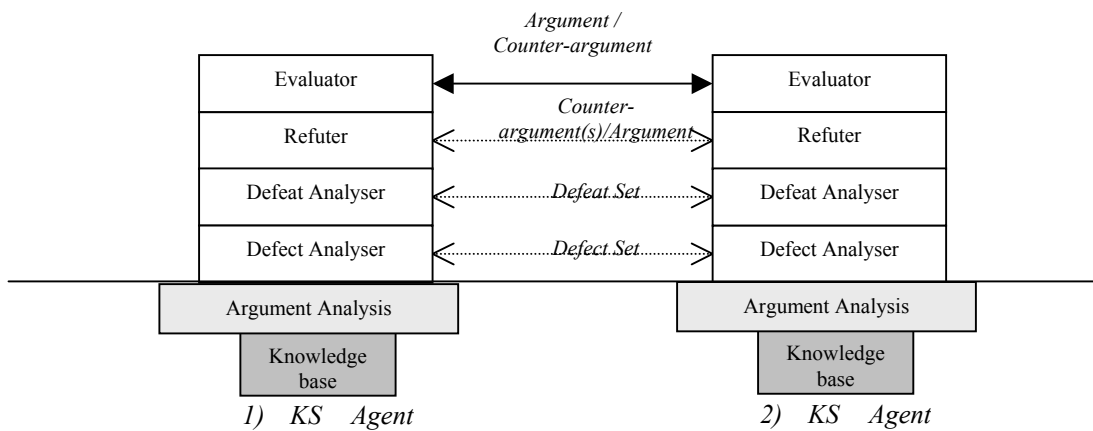 Argument /
Counter-argument
Evaluator
Evaluator
Counter-
argument(s)/Argument
Refuter
Refuter
Defeat Analyser
Defeat Set
Defeat Analyser
Defect Analyser
Defect Set
Defect Analyser
Argument Analysis
Argument Analysis
Knowledge
base
Knowledge
base
1) KS Agent
2) KS Agent